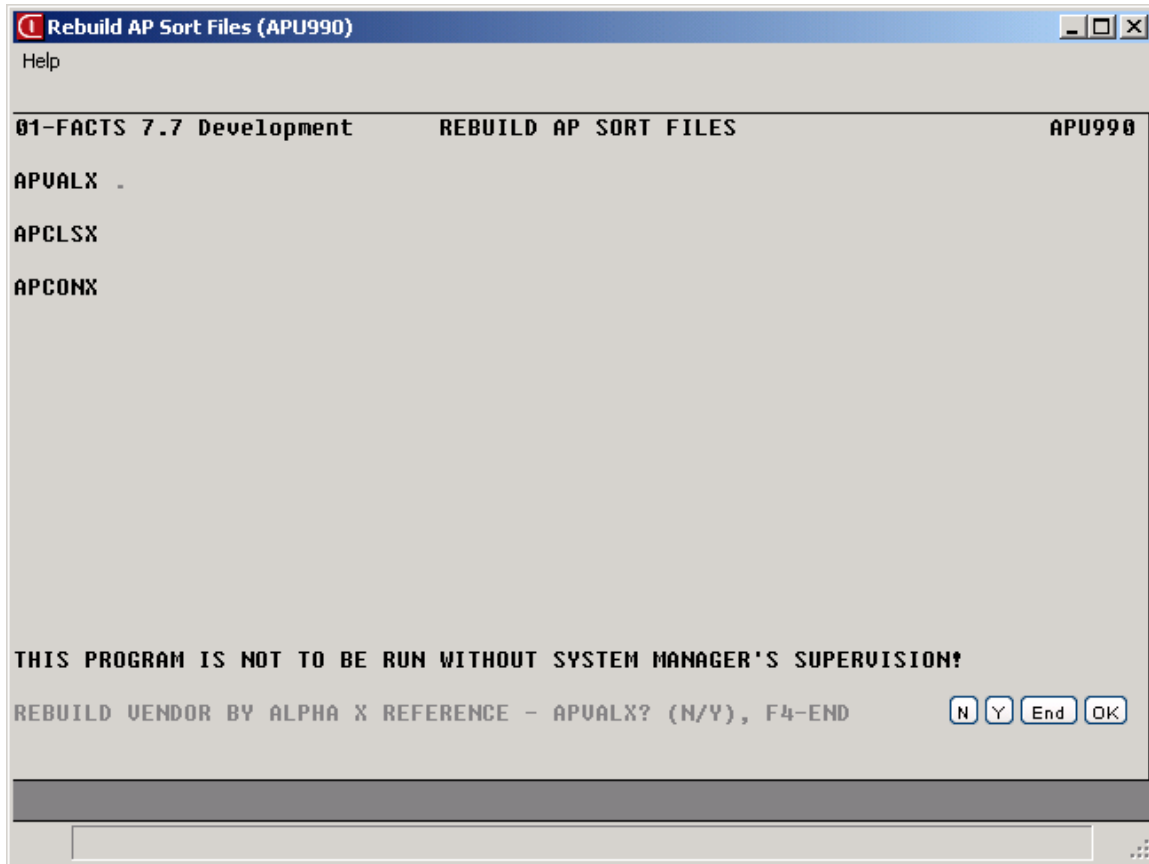 Rebuild AP Sort Files (APU990)
Help
01-FACTS 7.7 Development REBUILD AP SORT FILES APU990
APVALX .
APCLSX
APCONX
THIS PROGRAM IS NOT TO BE RUN WITHOUT SYSTEM MANAGER'S SUPERVISION!
REBUILD VENDOR BY ALPHA X REFERENCE - APVALX? (N/Y), F4-END N Y End OK